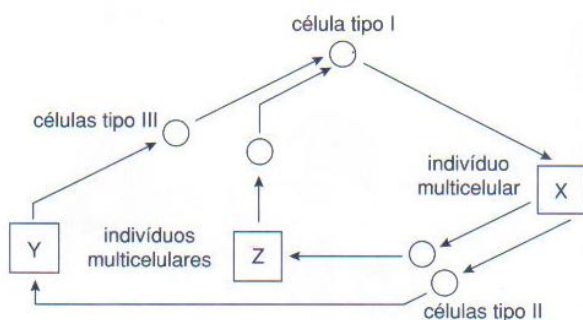 célula tipo I
células tipo III
indivíduo
multicelular
X
Y
indivíduos
multicelulares
Z
células tipo II